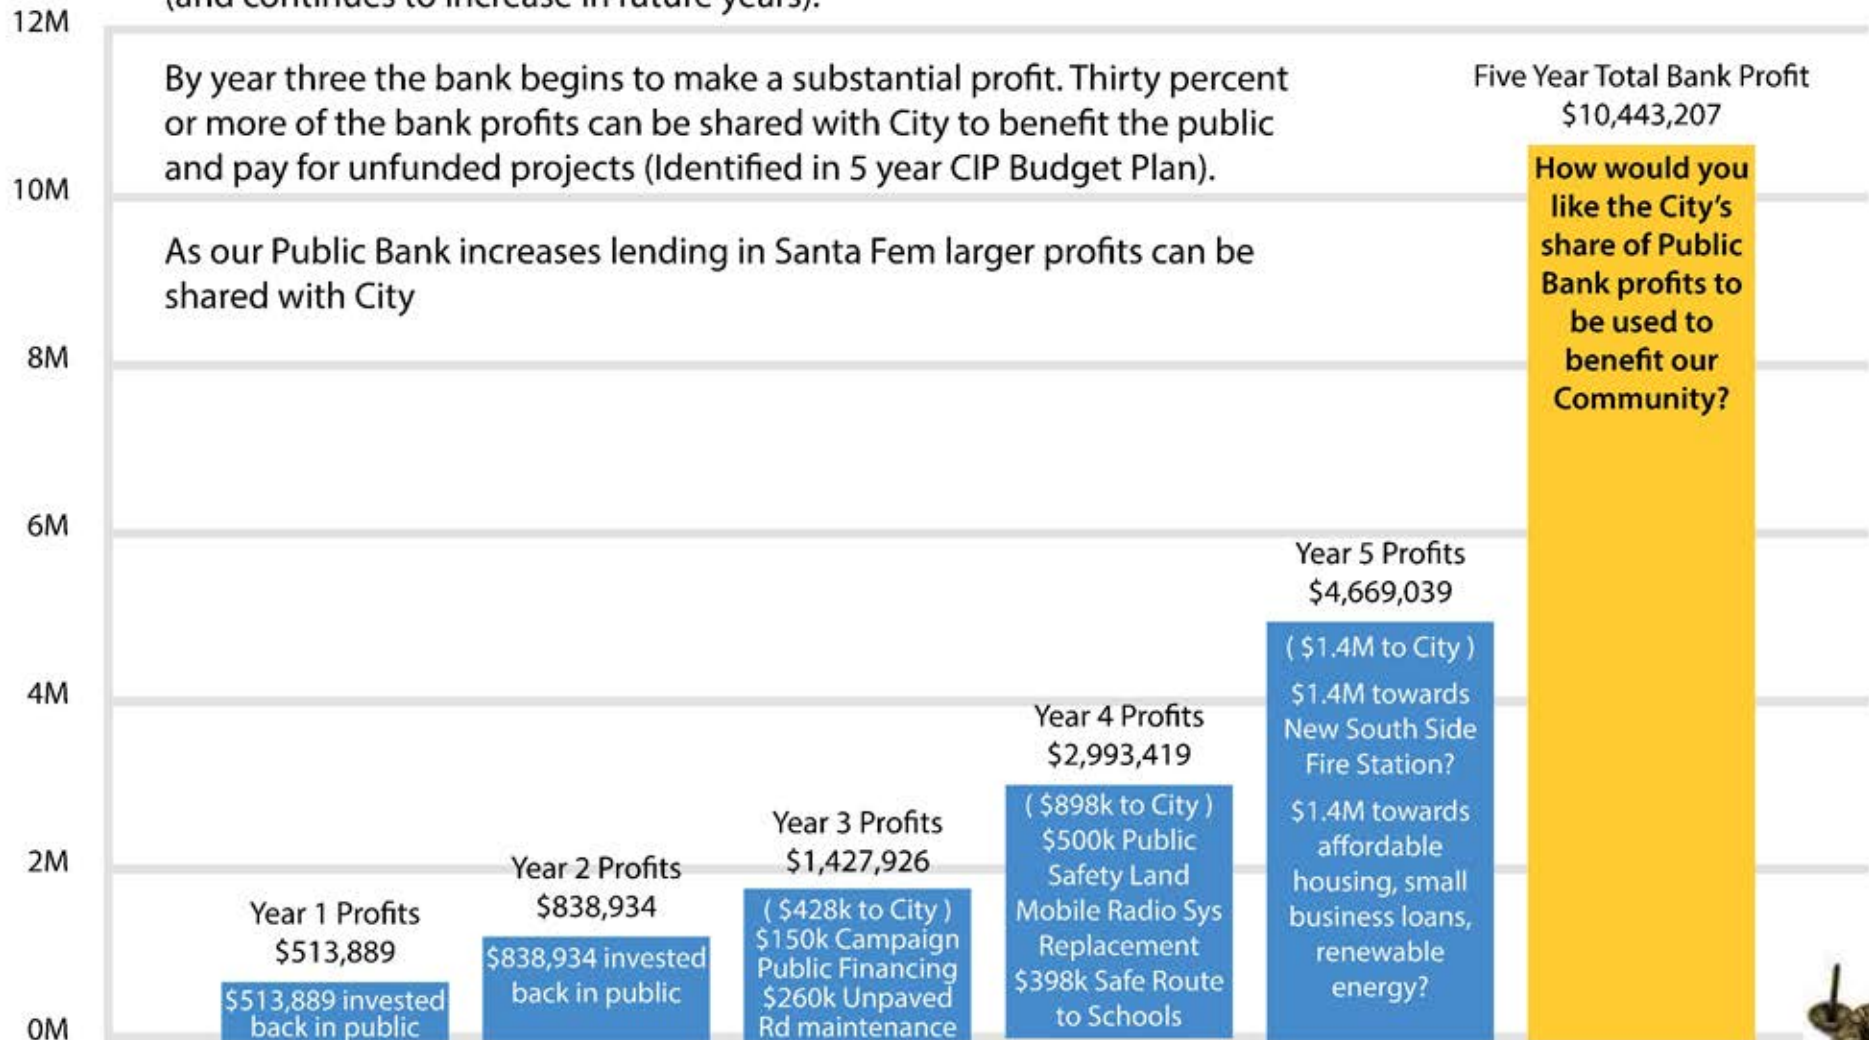 (and continues to increase in future years).
12M
By year three the bank begins to make a substantial profit. Thirty percent
or more of the bank profits can be shared with City to benefit the public
and pay for unfunded projects (Identified in 5 year CIP Budget Plan).
10M
As our Public Bank increases lending in Santa Fem larger profits can be
shared with City
8M
6M
4M
2M
0M
Year 1 Profits
$513,889
$513,889 invested
back in public
Year 2 Profits
$838,934
$838,934 invested
back in public
Year 3 Profits
$1,427,926
( $428k to City )
$150k Campaign
Public Financing
$260k Unpaved
Rd maintenance
Year 4 Profits
$2,993,419
( $898k to City )
$500k Public
Safety Land
Mobile Radio Sys
Replacement
$398k Safe Route
to Schools
Year 5 Profits
$4,669,039
( $1.4M to City )
$1.4M towards
New South Side
Fire Station?
$1.4M towards
affordable
housing, small
business loans,
renewable
energy?
Five Year Total Bank Profit
$10,443,207
How would you
like the City's
share of Public
Bank profits to
be used to
benefit our
Community?